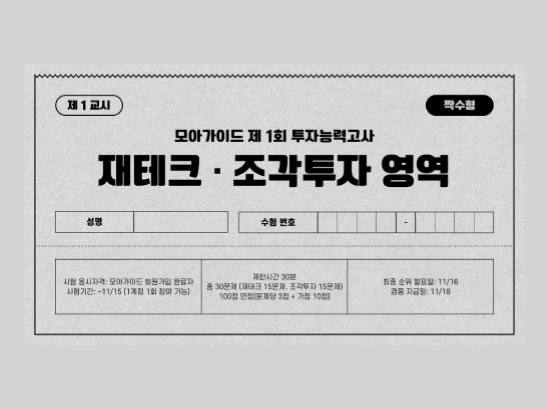 제 1 교시
짝수형
모아가이드 제 1회 투자능력고사
재테크 · 조각투자 영역
성명
수험 번호
-
시험 응시자격: 모아가이드 회원가입 완료자
시험기간: ~11/15 (1계정 1회 참여 가능)
제한시간 30분
총 30문제 (재테크 15문제, 조각투자 15문제)
100점 만점(문제당 3점 + 가정 10점)
최종 순위 발표일: 11/16
경품 지급일: 11/18